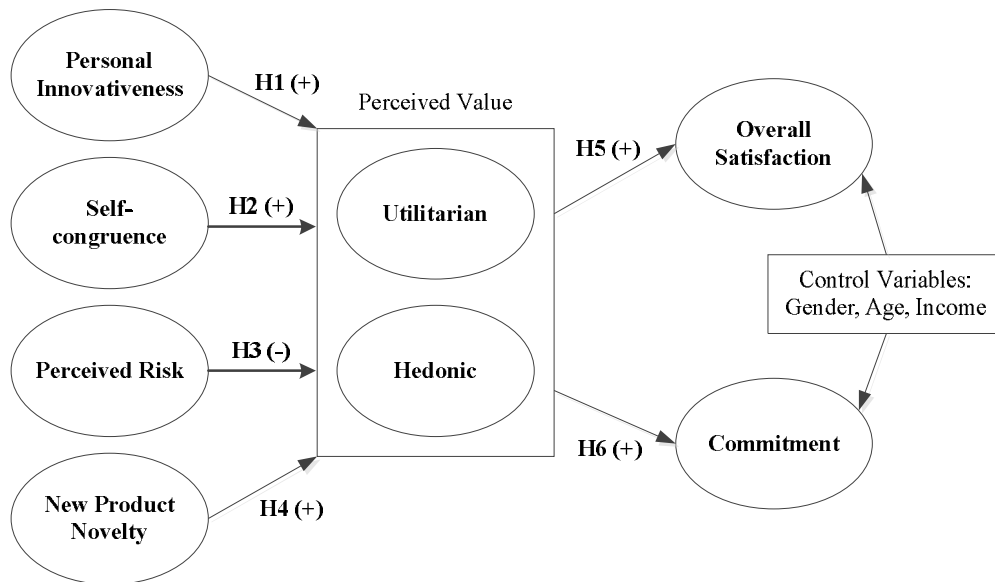 Personal
Innovativeness
H1 (+)
Self-
congruence
H2 (+)
Perceived Risk
H3 (-)
New Product
Novelty
H4 (+)
Perceived Value
Utilitarian
Hedonic
H5 (+)
H6 (+)
Overall
Satisfaction
Control Variables:
Gender, Age, Income
Commitment